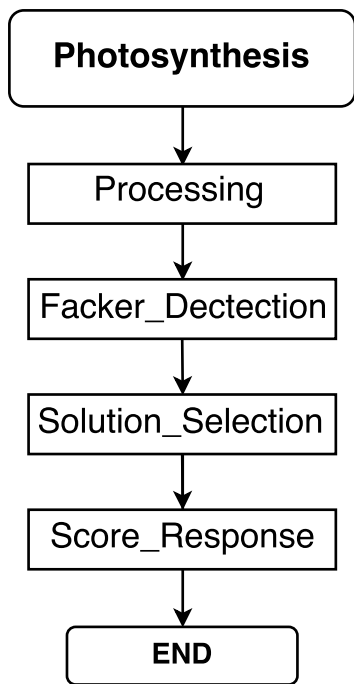 Photosynthesis
Processing
Facker_Dectection
Solution_Selection
Score_Response
END